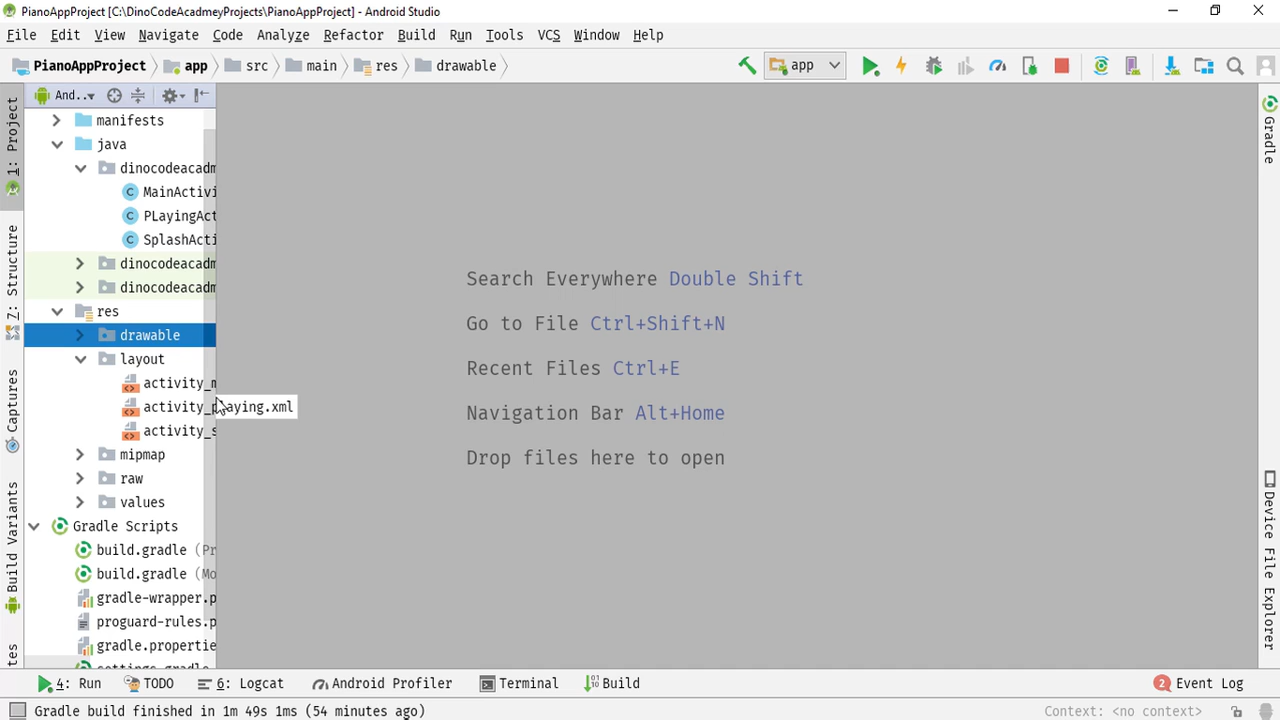 PianoAppProject [C:\DinoCodeAcadmeyProjects\PianoAppProject] - Android Studio
File Edit View Navigate Code Analyze Refactor Build Run Tools VCS Window Help
PianoAppProject app src main res drawable app
1: Project
Z: Structure
Captures
Build Variants
And..
manifests
java
dinocodeacadm
MainActivi
PLayingAct
SplashActi
dinocodeacadm
dinocodeacadm
res
drawable
layout
activity_m
activity_playing.xml
activity_s
mipmap
raw
values
Gradle Scripts
build.gradle (Pr
build.gradle (Mo
gradle-wrapper.p
proguard-rules.p
gradle.propertie
settings.gradle
Search Everywhere Double Shift
Go to File Ctrl+Shift+N
Recent Files Ctrl+E
Navigation Bar Alt+Home
Drop files here to open
Gradle
Device File Explorer
4: Run TODO 6: Logcat Android Profiler Terminal Build 2 Event Log
Gradle build finished in 1m 49s 1ms (54 minutes ago) Context: <no context>